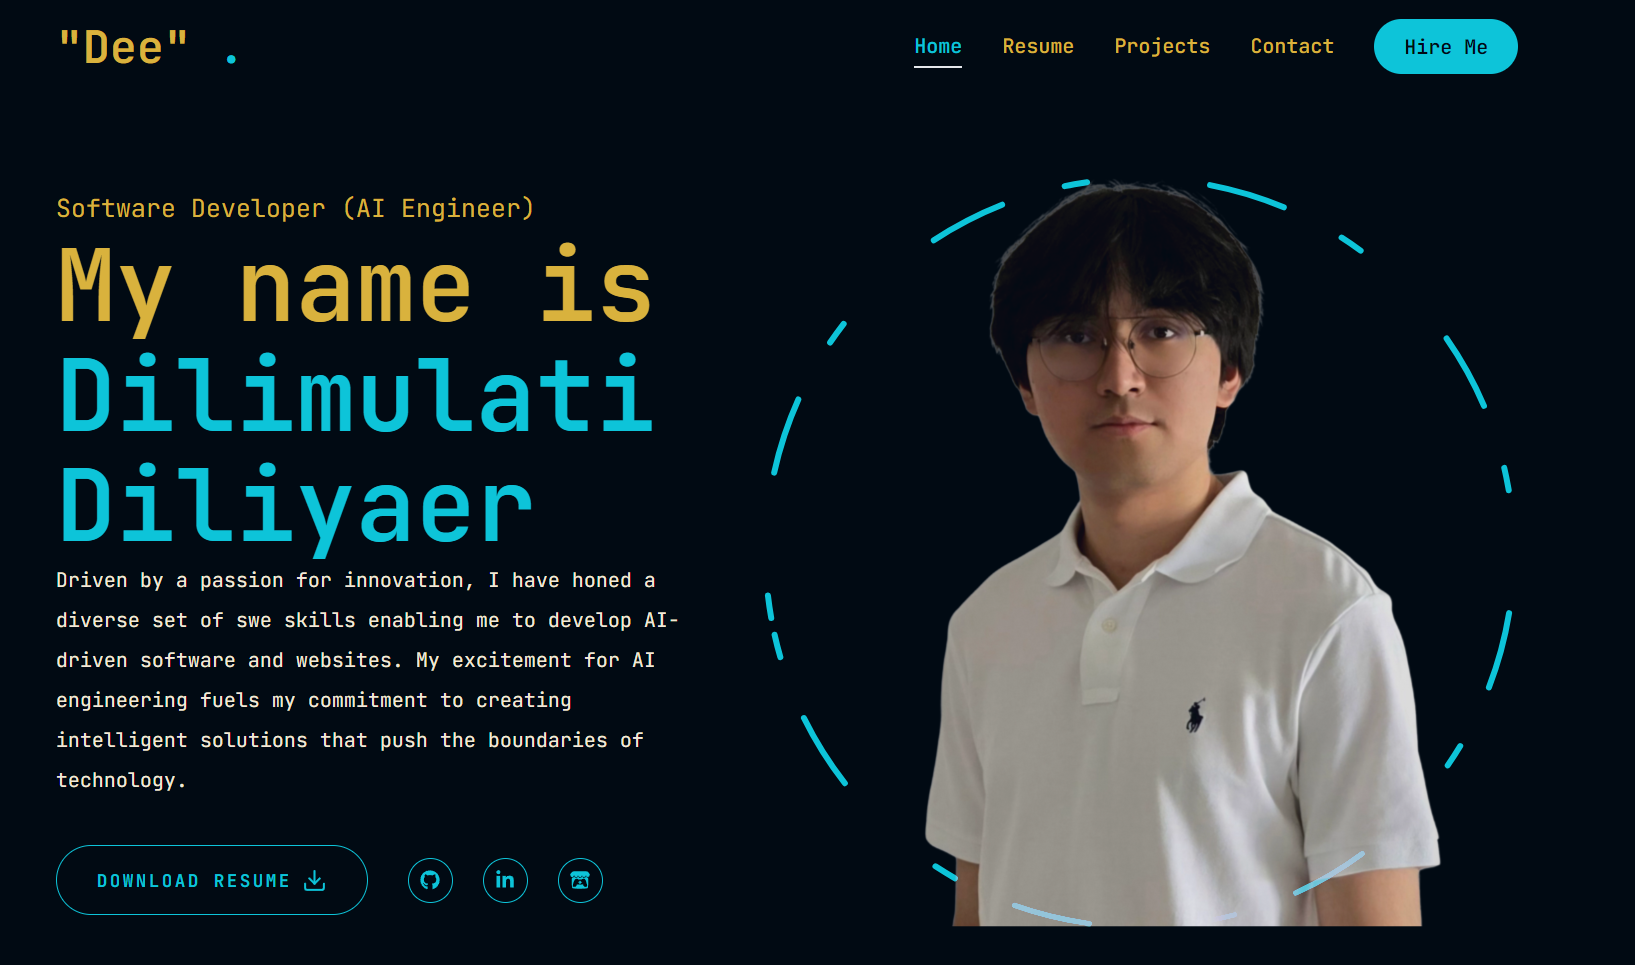 "Dee" .
Home
Resume
Projects
Contact
Hire Me
Software Developer (AI Engineer)
My name is
Dilimulati
Diliyaer
Driven by a passion for innovation, I have honed a
diverse set of swe skills enabling me to develop AI-
driven software and websites. My excitement for AI
engineering fuels my commitment to creating
intelligent solutions that push the boundaries of
technology.
DOWNLOAD RESUME
in